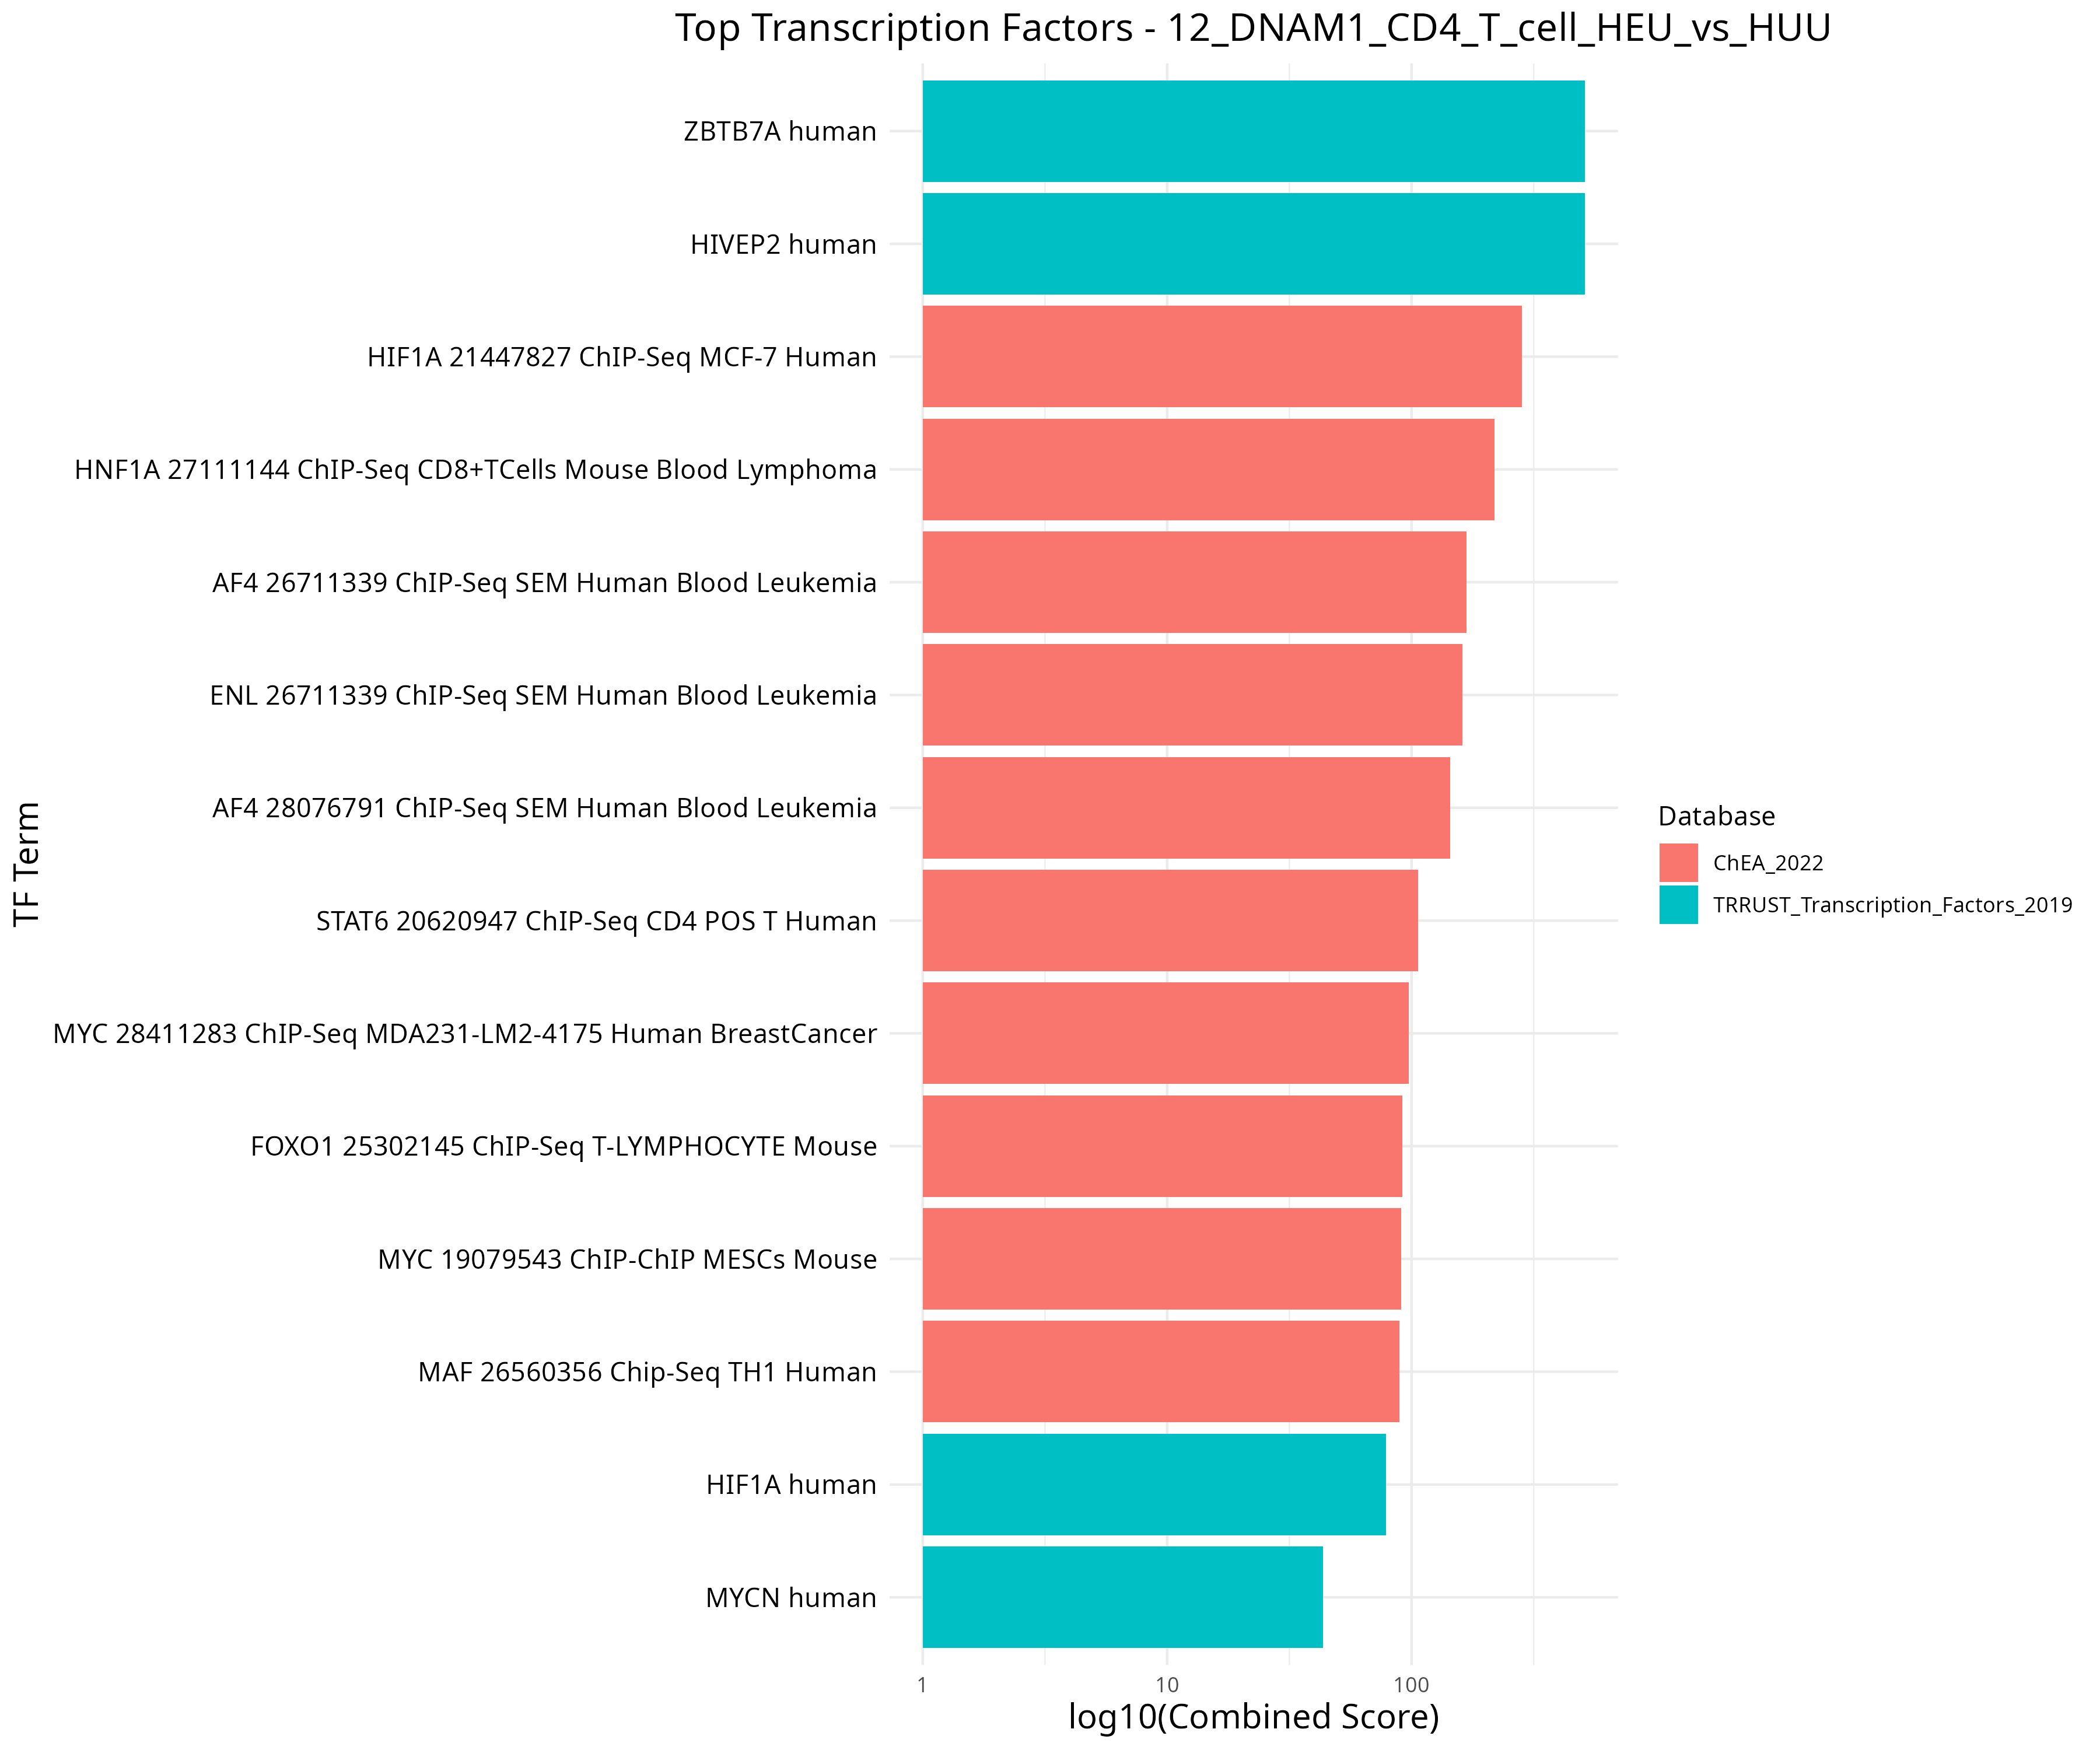 Top Transcription Factors - 12_DNAM1_CD4_T_cell_HEU_vs_HUU
TF Term
ZBTB7A human
HIVEP2 human
HIF1A 21447827 ChIP-Seq MCF-7 Human
HNF1A 27111144 ChIP-Seq CD8+TCells Mouse Blood Lymphoma
AF4 26711339 ChIP-Seq SEM Human Blood Leukemia
ENL 26711339 ChIP-Seq SEM Human Blood Leukemia
AF4 28076791 ChIP-Seq SEM Human Blood Leukemia
STAT6 20620947 ChIP-Seq CD4 POS T Human
MYC 28411283 ChIP-Seq MDA231-LM2-4175 Human BreastCancer
FOXO1 25302145 ChIP-Seq T-LYMPHOCYTE Mouse
MYC 19079543 ChIP-ChIP MESCs Mouse
MAF 26560356 Chip-Seq TH1 Human
HIF1A human
MYCN human
1 10 100
log10(Combined Score)
Database
ChEA_2022
TRRUST_Transcription_Factors_2019